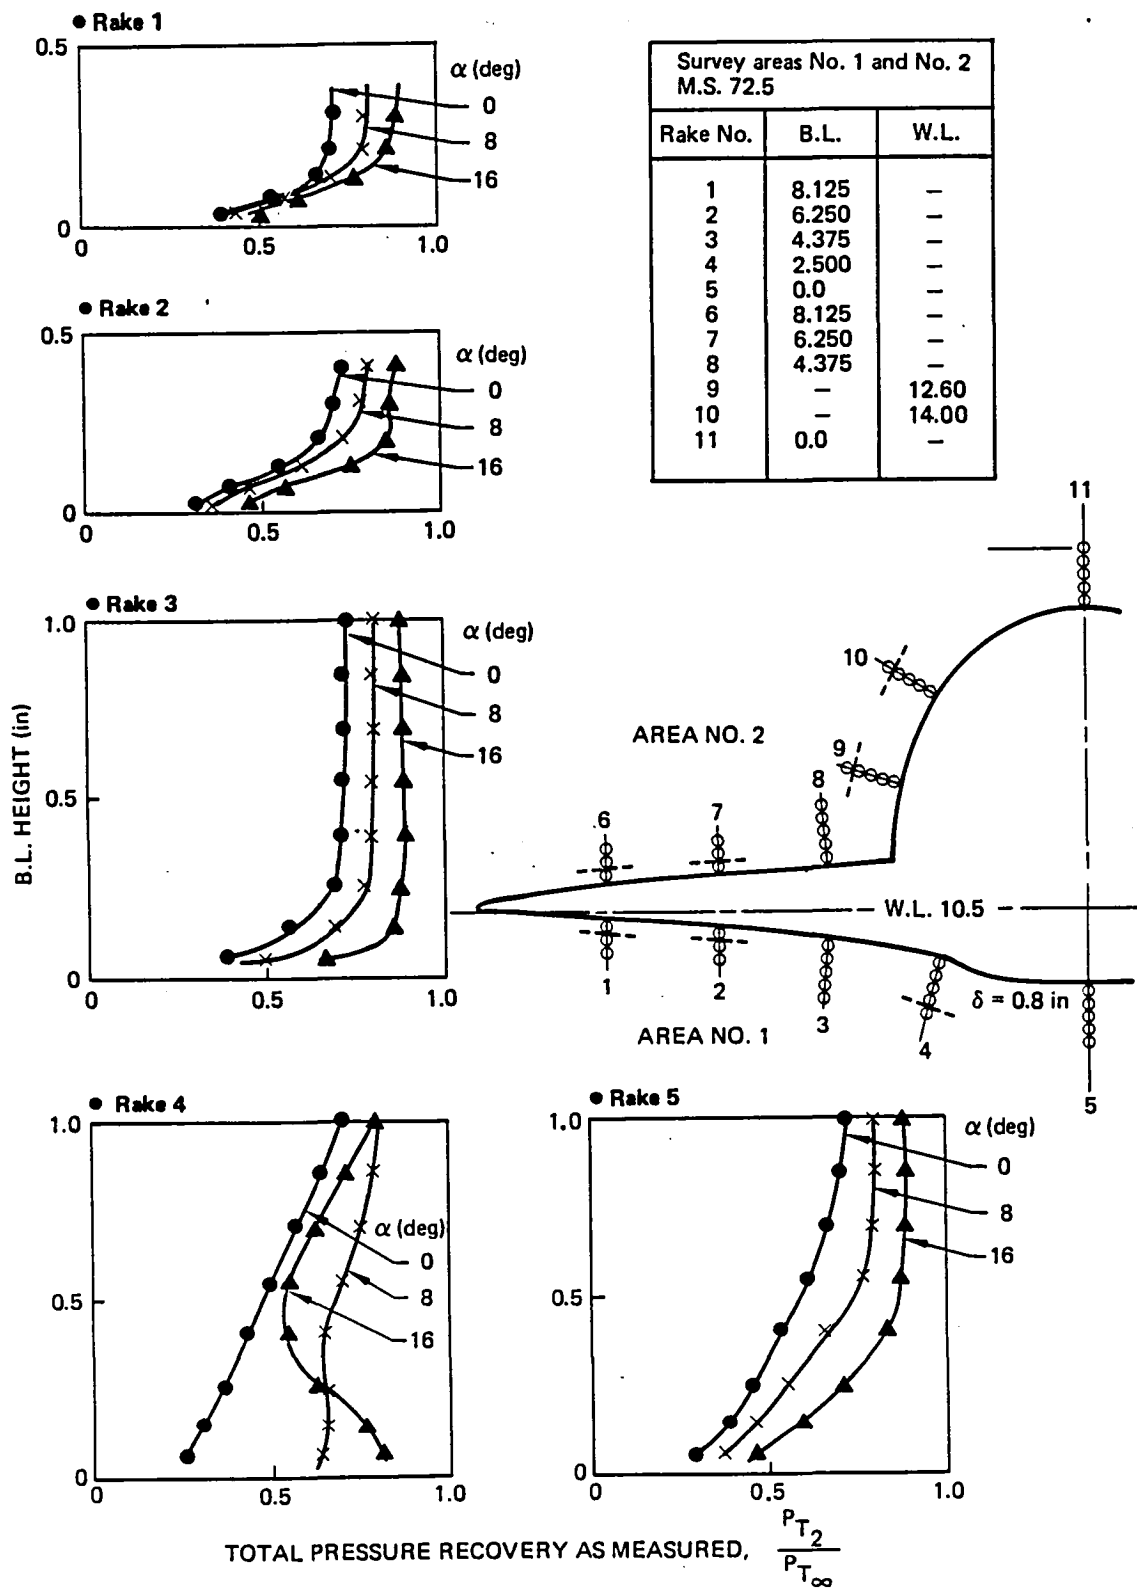 ● Rake 1
0.5
α (deg)
0
8
16
0
0
0.5
1.0
Survey areas No. 1 and No. 2
M.S. 72.5
Rake No. B.L. W.L.
1 8.125 –
2 6.250 –
3 4.375 –
4 2.500 –
5 0.0 –
6 8.125 –
7 6.250 –
8 4.375 –
9 – 12.60
10 – 14.00
11 0.0 –
● Rake 2
0.5
α (deg)
0
8
16
0
0
0.5
1.0
● Rake 3
1.0
α (deg)
0
8
16
0.5
0
0
0.5
1.0
B.L. HEIGHT (in)
11
10
AREA NO. 2
9
8
7
6
W.L. 10.5
1
2
3
4
δ = 0.8 in
AREA NO. 1
5
● Rake 4
1.0
α (deg)
0
8
16
0.5
0
0
0.5
1.0
● Rake 5
1.0
α (deg)
0
8
16
0.5
0
0
0.5
1.0
TOTAL PRESSURE RECOVERY AS MEASURED, PT2
PT∞